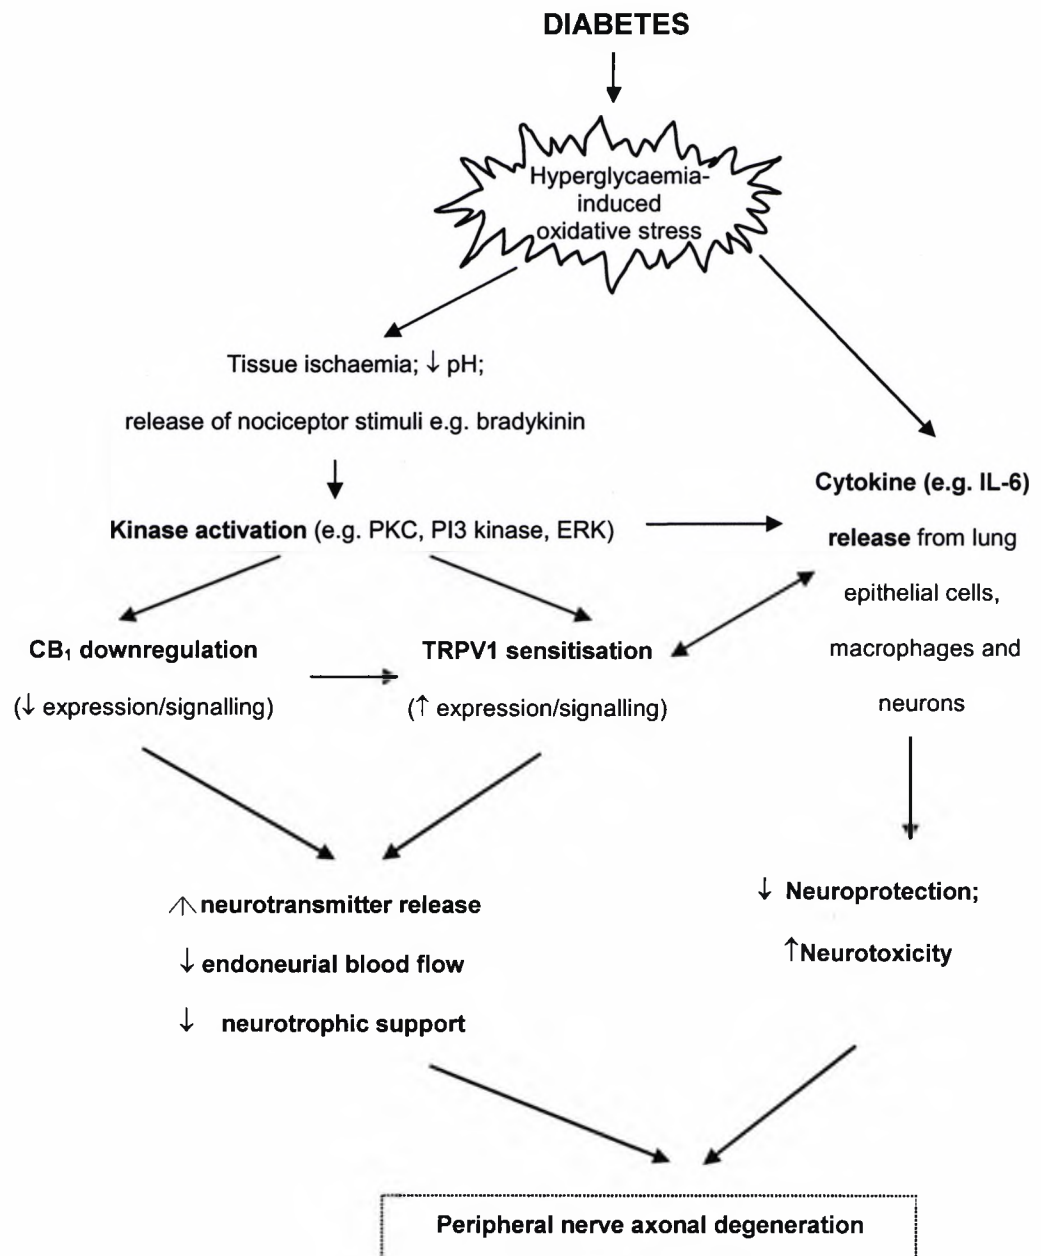 DIABETES
Hyperglycaemia-
induced
oxidative stress
Tissue ischaemia; ↓ pH;
release of nociceptor stimuli e.g. bradykinin
Kinase activation (e.g. PKC, PI3 kinase, ERK)
Cytokine (e.g. IL-6)
release from lung
epithelial cells,
macrophages and
neurons
CB₁ downregulation
(↓ expression/signalling)
TRPV1 sensitisation
(↑ expression/signalling)
↑ neurotransmitter release
↓ endoneurial blood flow
↓ neurotrophic support
↓ Neuroprotection;
↑Neurotoxicity
Peripheral nerve axonal degeneration